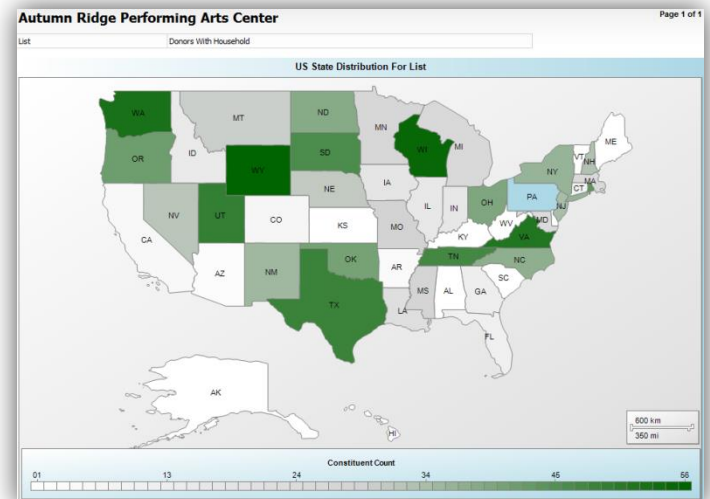 Autumn Ridge Performing Arts Center
Page 1 of 1
List Donors With Household
US State Distribution For List
WA
MT
ND
MN
ME
OR
ID
SD
WI
MI
VT
NH
NY
MA
CT
WY
NE
IA
PA
NJ
NV
UT
CO
IL
IN
OH
MD
WV
VA
CA
KS
MO
KY
AZ
NM
OK
AR
TN
NC
SC
TX
LA
MS
AL
GA
FL
AK
HI
600 km
350 mi
Constituent Count
01 13 24 34 45 56